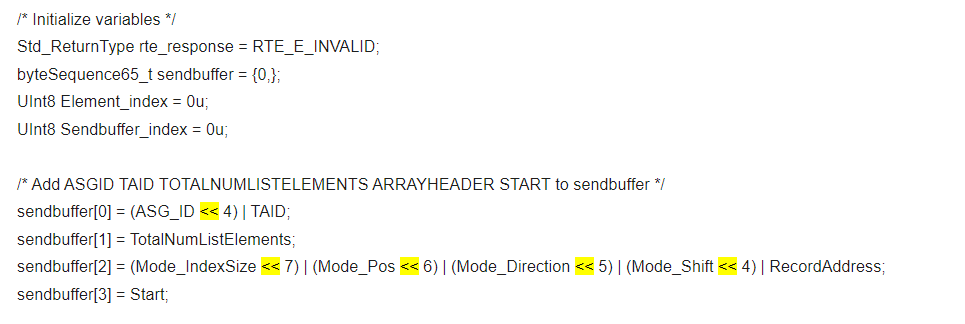 /* Initialize variables */
Std_ReturnType rte_response = RTE_E_INVALID;
byteSequence65_t sendbuffer = {0,};
UInt8 Element_index = 0u;
UInt8 Sendbuffer_index = 0u;
/* Add ASGID TAID TOTALNUMLISTELEMENTS ARRAYHEADER START to sendbuffer */
sendbuffer[0] = (ASG_ID << 4) | TAID;
sendbuffer[1] = TotalNumListElements;
sendbuffer[2] = (Mode_IndexSize << 7) | (Mode_Pos << 6) | (Mode_Direction << 5) | (Mode_Shift << 4) | RecordAddress;
sendbuffer[3] = Start;